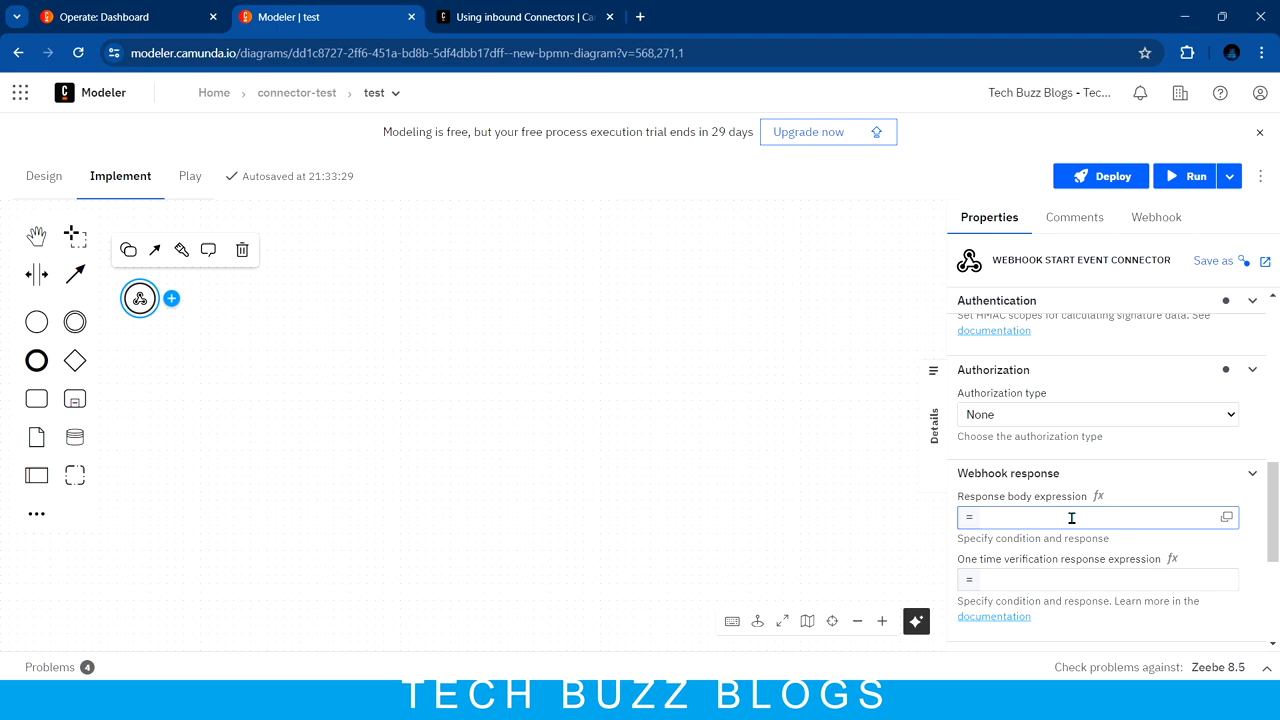 Operate: Dashboard
Modeler | test
Using inbound Connectors | Ca
modeler.camunda.io/diagrams/dd1c8727-2ff6-451a-bd8b-5df4dbb17dff--new-bpmn-diagram?v=568,271,1
Modeler
Home > connector-test > test
Tech Buzz Blogs - Tec...
Modeling is free, but your free process execution trial ends in 29 days
Upgrade now
Design
Implement
Play
Autosaved at 21:33:29
Deploy
Run
Properties
Comments
Webhook
WEBHOOK START EVENT CONNECTOR
Save as
Authentication
Set HMAC scopes for calculating signature data. See
documentation
Authorization
Authorization type
None
Choose the authorization type
Details
Webhook response
Response body expression fx
=
Specify condition and response
One time verification response expression fx
=
Specify condition and response. Learn more in the
documentation
Problems 4
Check problems against: Zeebe 8.5
TECH BUZZ BLOGS